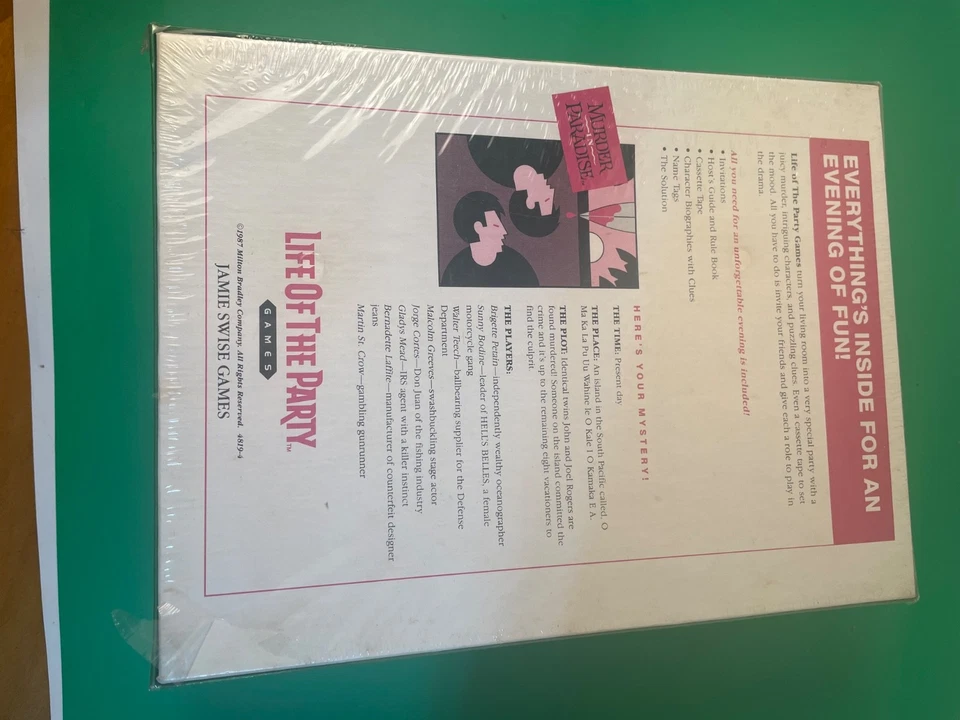 EVERYTHING'S INSIDE FOR AN
EVENING OF FUN!
Life of The Party Games turn your living room into a very special party with a
juicy murder, intriguing characters, and puzzling clues. Even a cassette tape to set
the mood. All you have to do is invite your friends and give each a role to play in
the drama.
All you need for an unforgettable evening is included!
• Invitations
• Host's Guide and Rule Book
• Cassette Tape
• Character Biographies with Clues
• Name Tags
• The Solution
MURDER
IN
PARADISE™
HERE'S YOUR MYSTERY!
THE TIME: Present day
THE PLACE: An island in the South Pacific called, O
Ma Ka La Pu U Wahine Ie O Kale I O Kamaka E A.
THE PLOT: Identical twins John and Joel Rogers are
found murdered! Someone on the island committed the
crime and it's up to the remaining eight vacationers to
find the culprit.
THE PLAYERS:
Brigette Petain—independently wealthy oceanographer
Sunny Bodine—leader of HELL'S BELLES, a female
motorcycle gang
Walter Teech—ballbearing supplier for the Defense
Department
Malcolm Greeves—swashbuckling stage actor
Jorge Cortes—Don Juan of the fishing industry
Gladys Mead—IRS agent with a killer instinct
Bernadette Laffite—manufacturer of counterfeit designer
jeans
Martin St. Crow—gambling gunrunner
LIFE OF THE PARTY™
GAMES
©1987 Milton Bradley Company. All Rights Reserved. 4819-4
JAMIE SWISE GAMES